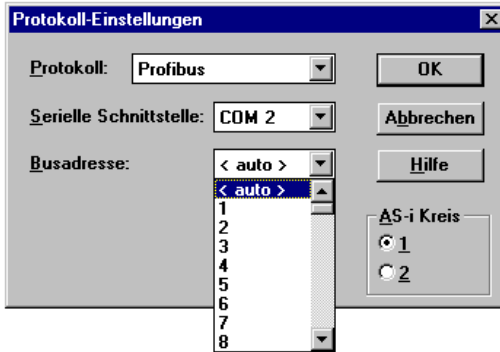 Protokoll-Einstellungen
Protokoll: Profibus
OK
Serielle Schnittstelle: COM 2
Abbrechen
Busadresse: < auto >
Hilfe
< auto >
1
2
3
4
5
6
7
8
AS-i Kreis
1
2